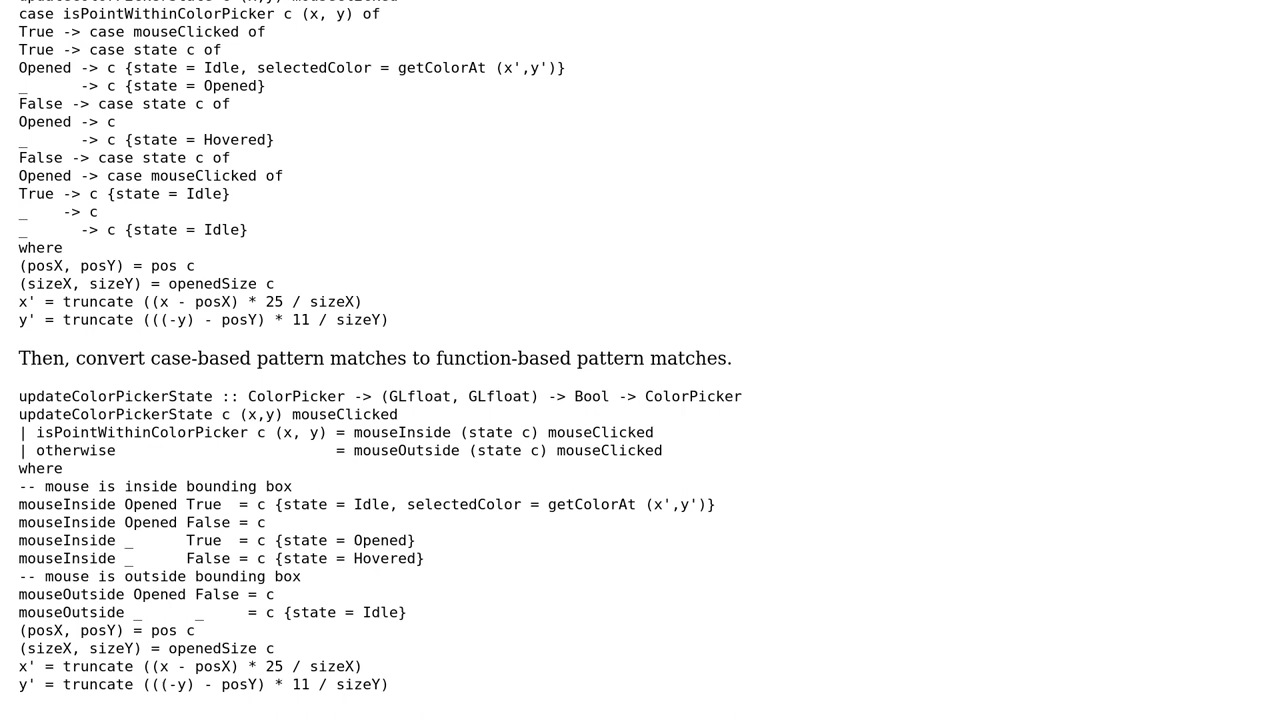 case isPointWithinColorPicker c (x, y) of
True -> case mouseClicked of
True -> case state c of
Opened -> c {state = Idle, selectedColor = getColorAt (x',y')}
_      -> c {state = Opened}
False -> case state c of
Opened -> c
_      -> c {state = Hovered}
False -> case state c of
Opened -> case mouseClicked of
True -> c {state = Idle}
_    -> c
_      -> c {state = Idle}
where
(posX, posY) = pos c
(sizeX, sizeY) = openedSize c
x' = truncate ((x - posX) * 25 / sizeX)
y' = truncate (((-y) - posY) * 11 / sizeY)
Then, convert case-based pattern matches to function-based pattern matches.
updateColorPickerState :: ColorPicker -> (GLfloat, GLfloat) -> Bool -> ColorPicker
updateColorPickerState c (x,y) mouseClicked
| isPointWithinColorPicker c (x, y) = mouseInside (state c) mouseClicked
| otherwise                         = mouseOutside (state c) mouseClicked
where
-- mouse is inside bounding box
mouseInside Opened True  = c {state = Idle, selectedColor = getColorAt (x',y')}
mouseInside Opened False = c
mouseInside _      True  = c {state = Opened}
mouseInside _      False = c {state = Hovered}
-- mouse is outside bounding box
mouseOutside Opened False = c
mouseOutside _      _     = c {state = Idle}
(posX, posY) = pos c
(sizeX, sizeY) = openedSize c
x' = truncate ((x - posX) * 25 / sizeX)
y' = truncate (((-y) - posY) * 11 / sizeY)